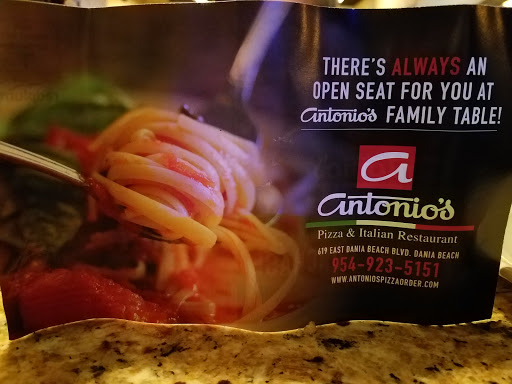 THERE'S ALWAYS AN
OPEN SEAT FOR YOU AT
antonio's FAMILY TABLE!
a
antonio's
Pizza & Italian Restaurant
619 EAST DANIA BEACH BLVD. DANIA BEACH
954-923-5151
WWW.ANTONIOSPIZZAORDER.COM